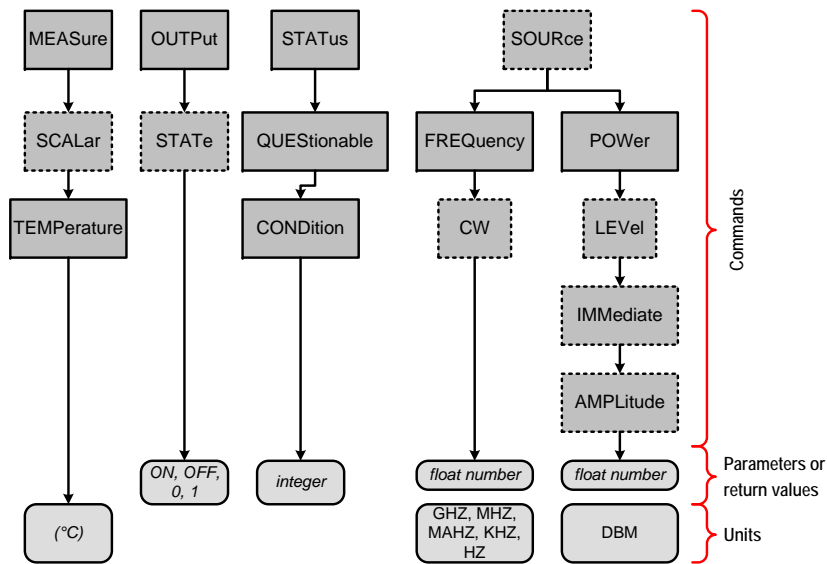 MEASure
OUTPut
STATus
SOURce
SCALar
STATe
QUEStionable
FREQuency
POWer
TEMPerature
CONDition
CW
LEVel
IMMediate
AMPLitude
Commands
ON, OFF,
0, 1
integer
float number
float number
Parameters or
return values
(°C)
GHZ, MHZ,
MAHZ, KHZ,
HZ
DBM
Units